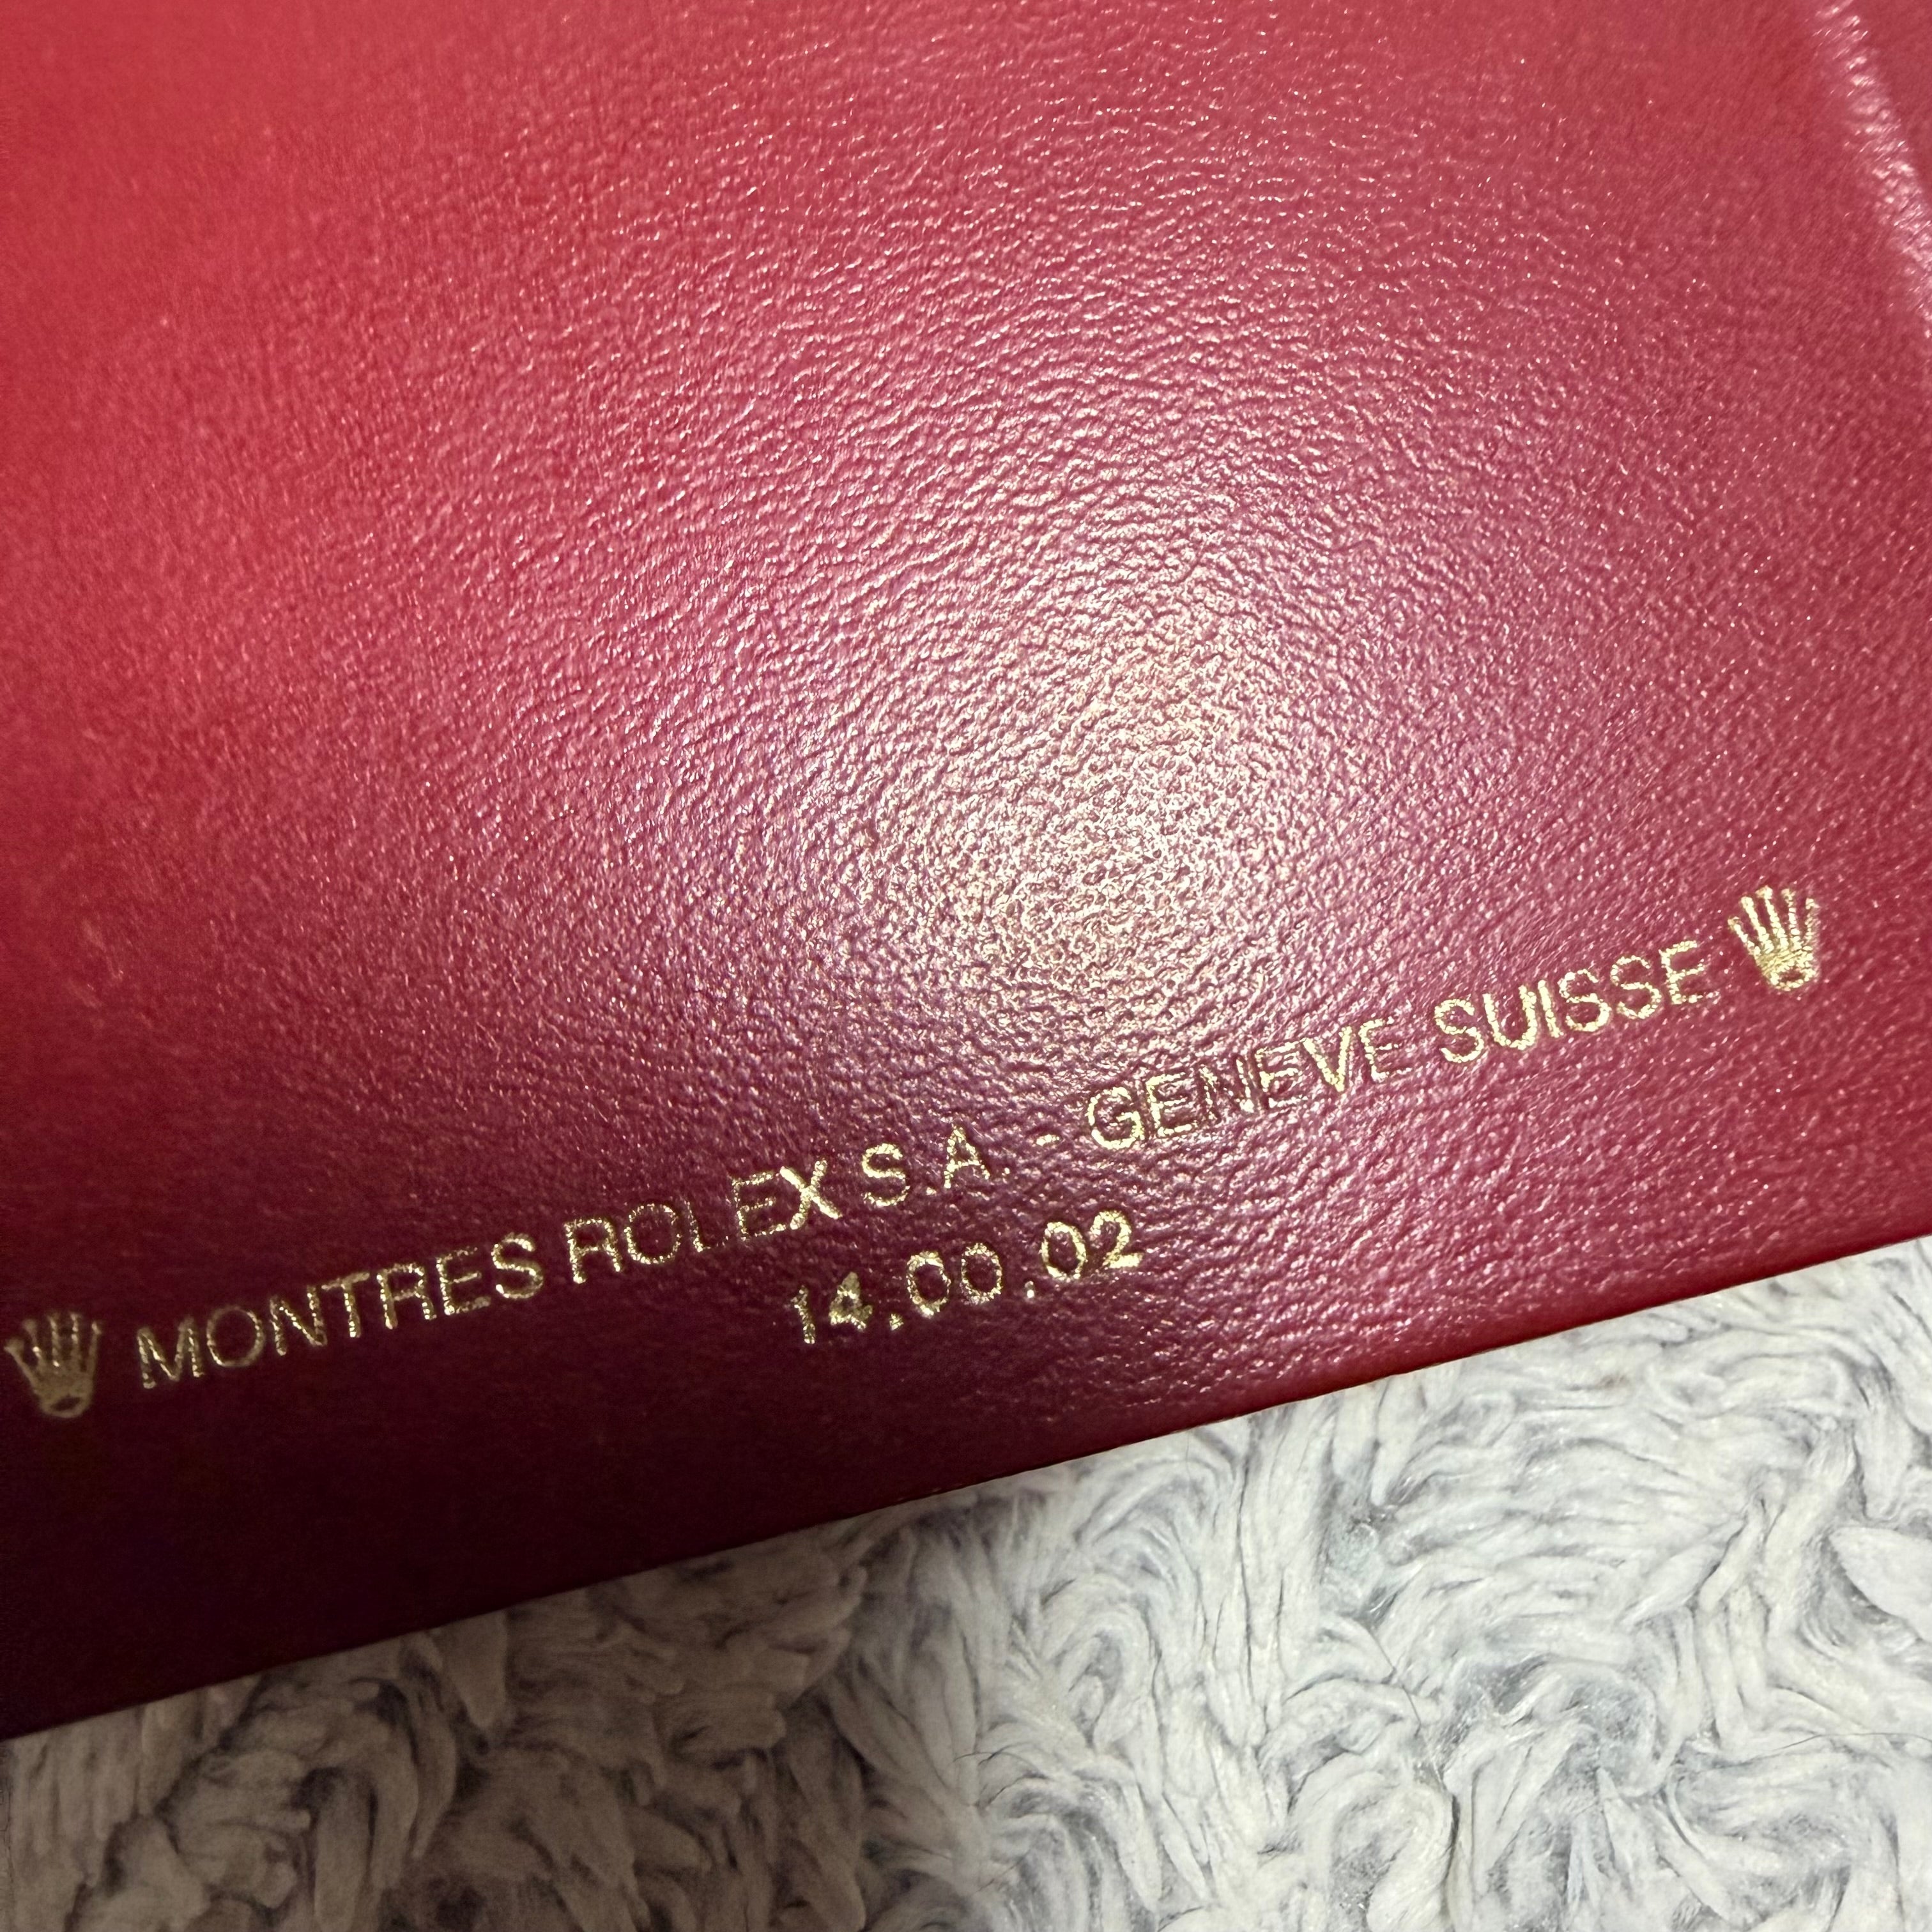 MONTRES ROLEX S.A. - GENEVE SUISSE
14.00.02